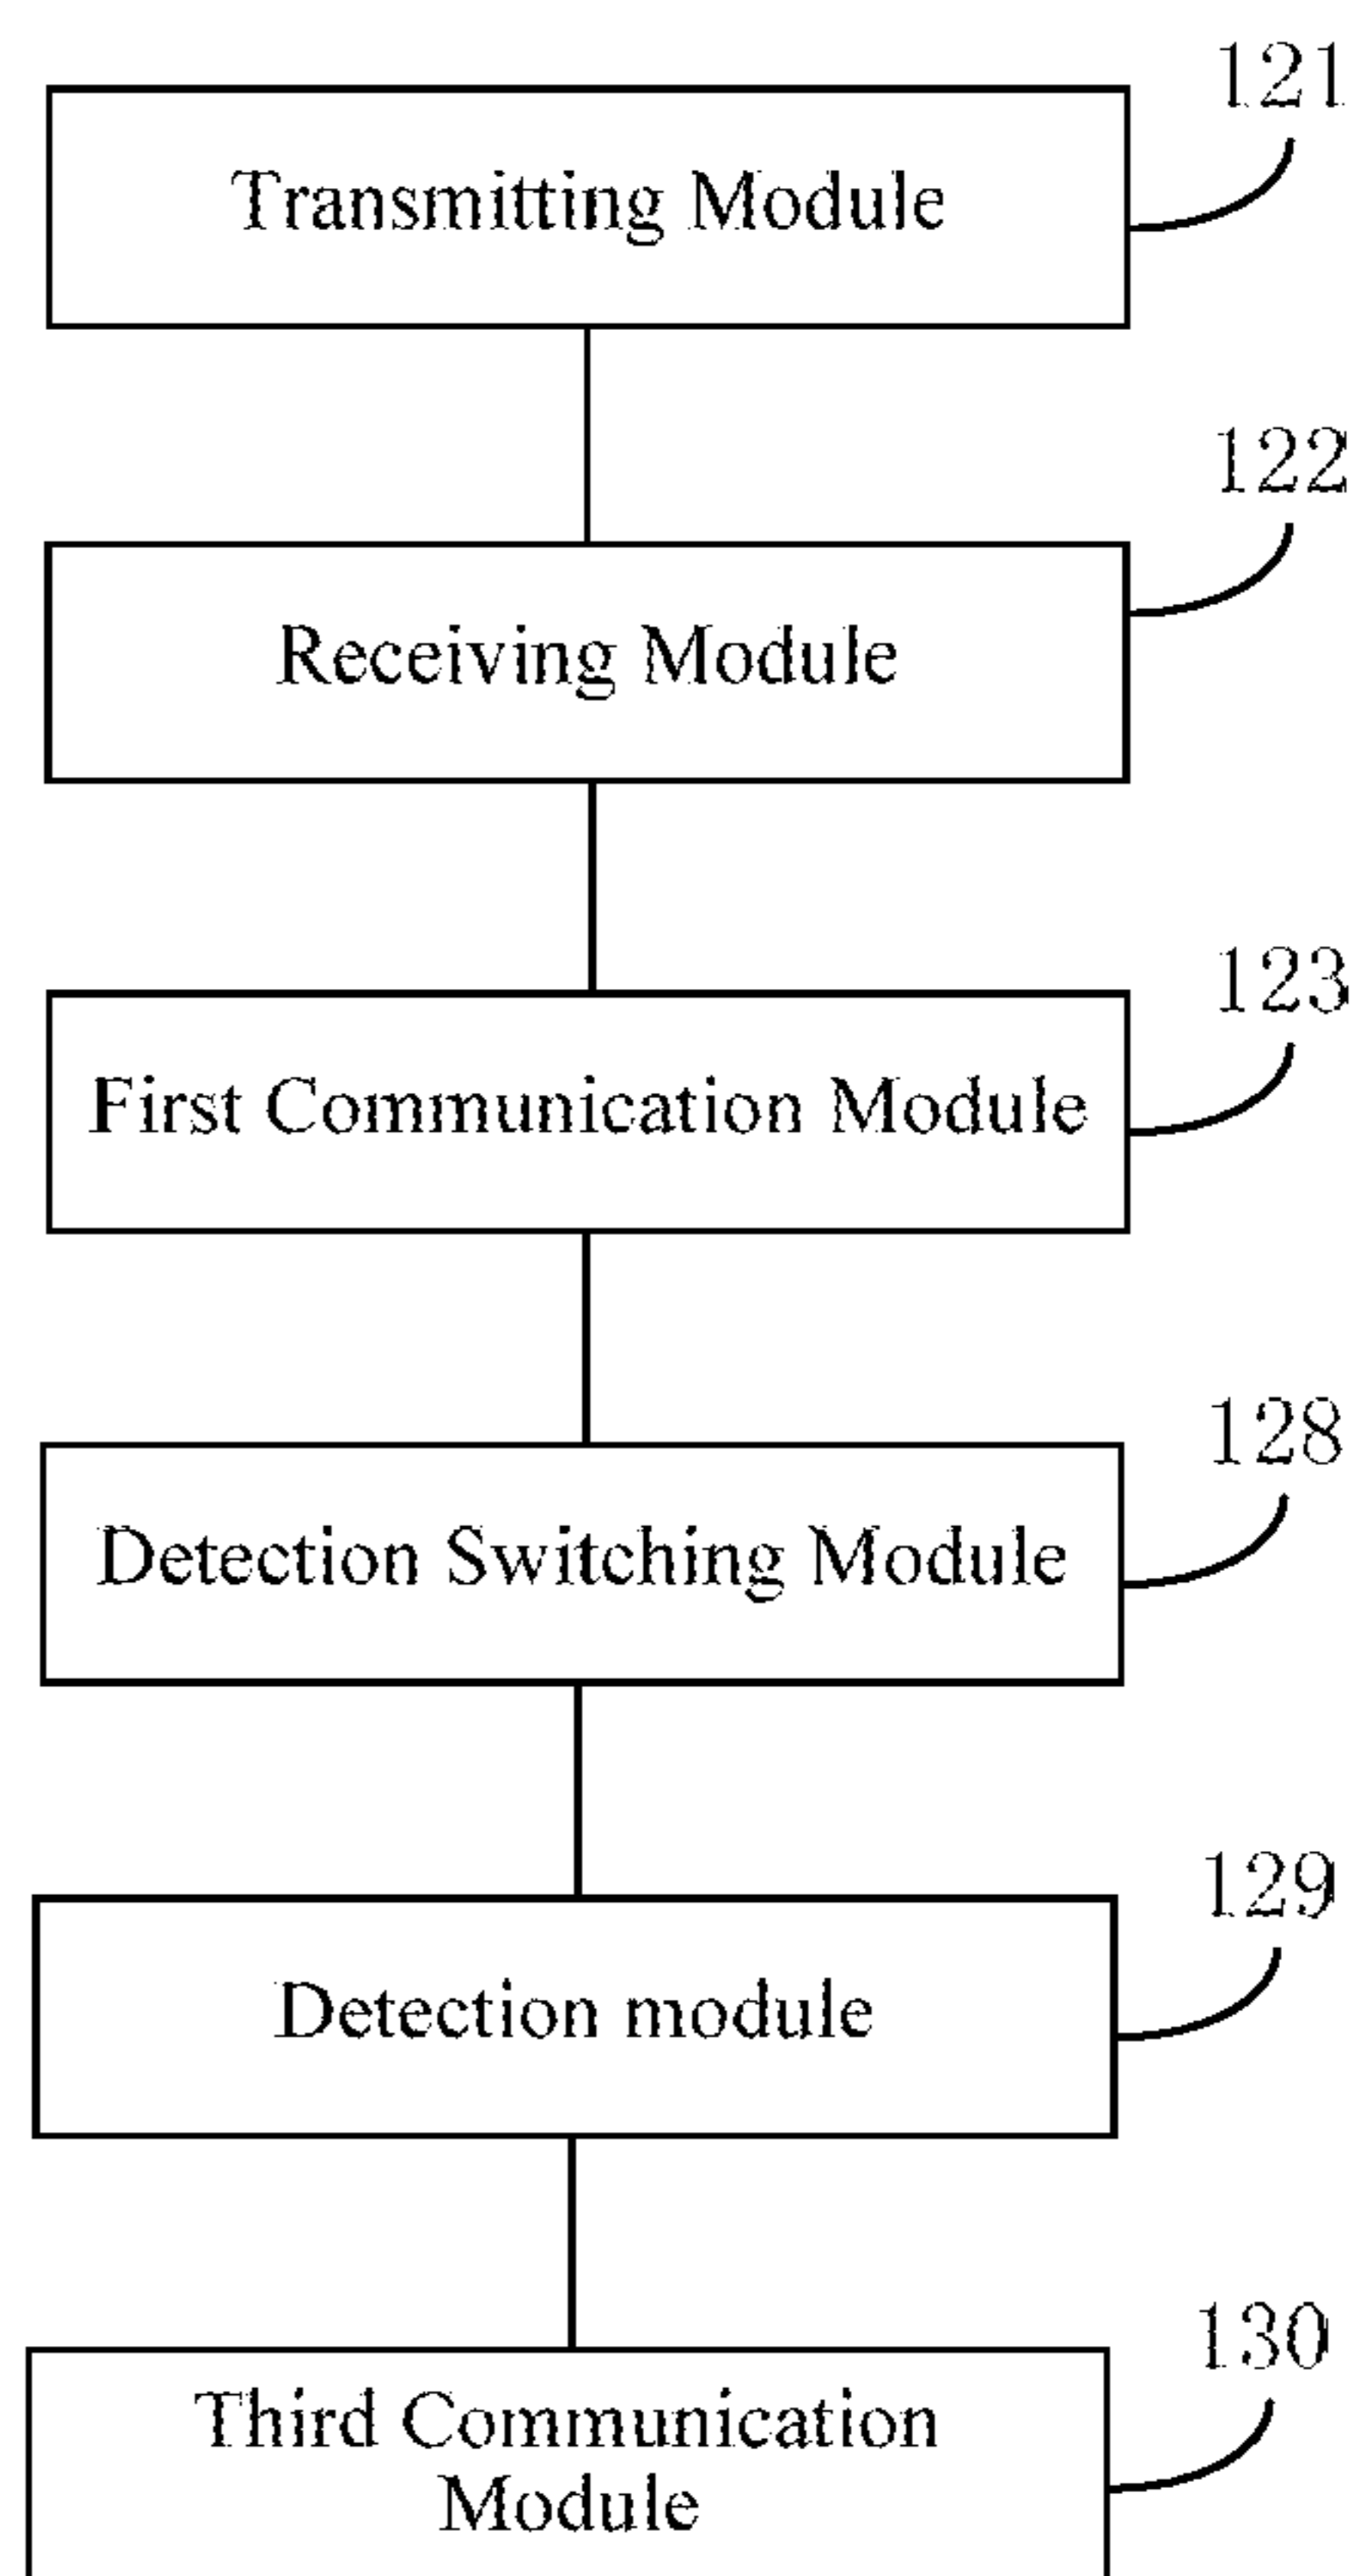 121
Transmitting Module
122
Receiving Module
123
First Communication Module
128
Detection Switching Module
129
Detection module
130
Third Communication
Module